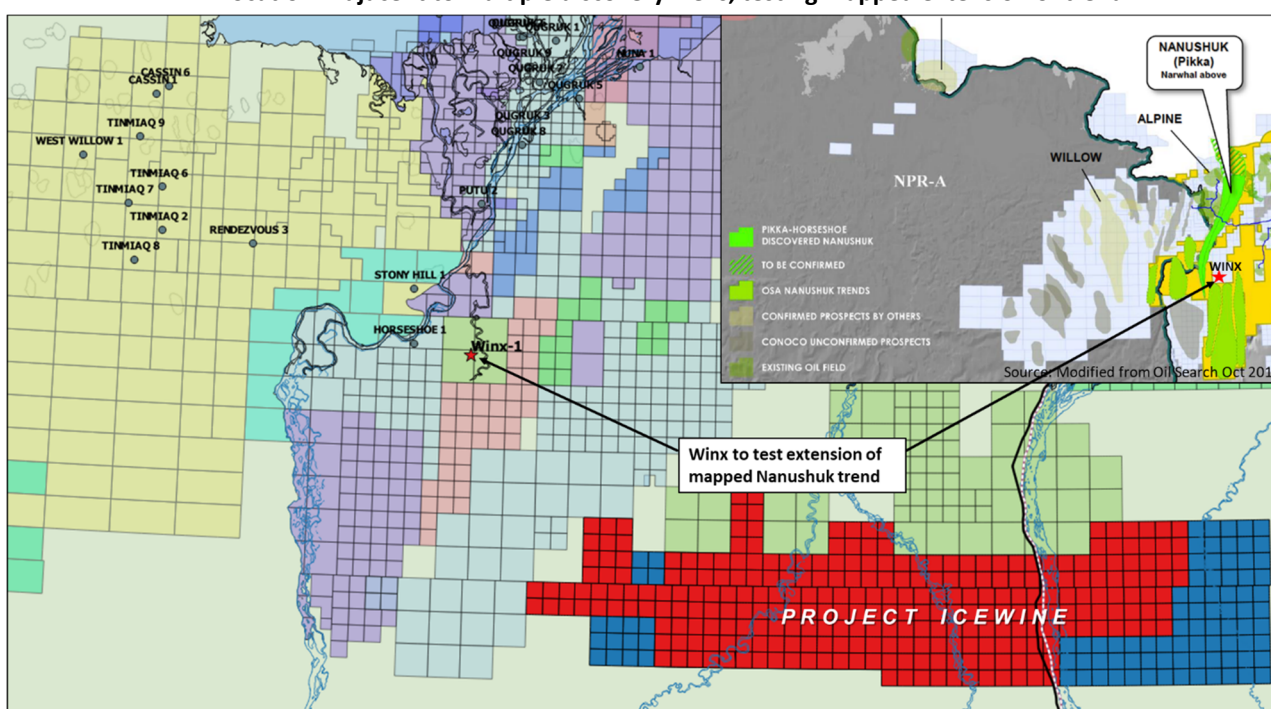 QUGRUK 1
QUGRUK 9
NUNA 1
QUGRUK 5
QUGRUK 3
QUGRUK 8
CASSIN 6
CASSIN 1
TINMIAQ 9
WEST WILLOW 1
TINMIAQ 6
TINMIAQ 7
TINMIAQ 2
TINMIAQ 8
RENDEZVOUS 3
PUTU 2
STONY HILL 1
HORSESHOE 1
Winx-1
NANUSHUK
(Pikka)
Narwhal above
ALPINE
WILLOW
NPR-A
WINX
PIKKA-HORSESHOE
DISCOVERED NANUSHUK
TO BE CONFIRMED
OSA NANUSHUK TRENDS
CONFIRMED PROSPECTS BY OTHERS
CONOCO UNCONFIRMED PROSPECTS
EXISTING OIL FIELD
Source: Modified from Oil Search Oct 201
Winx to test extension of
mapped Nanushuk trend
PROJECT ICEWINE